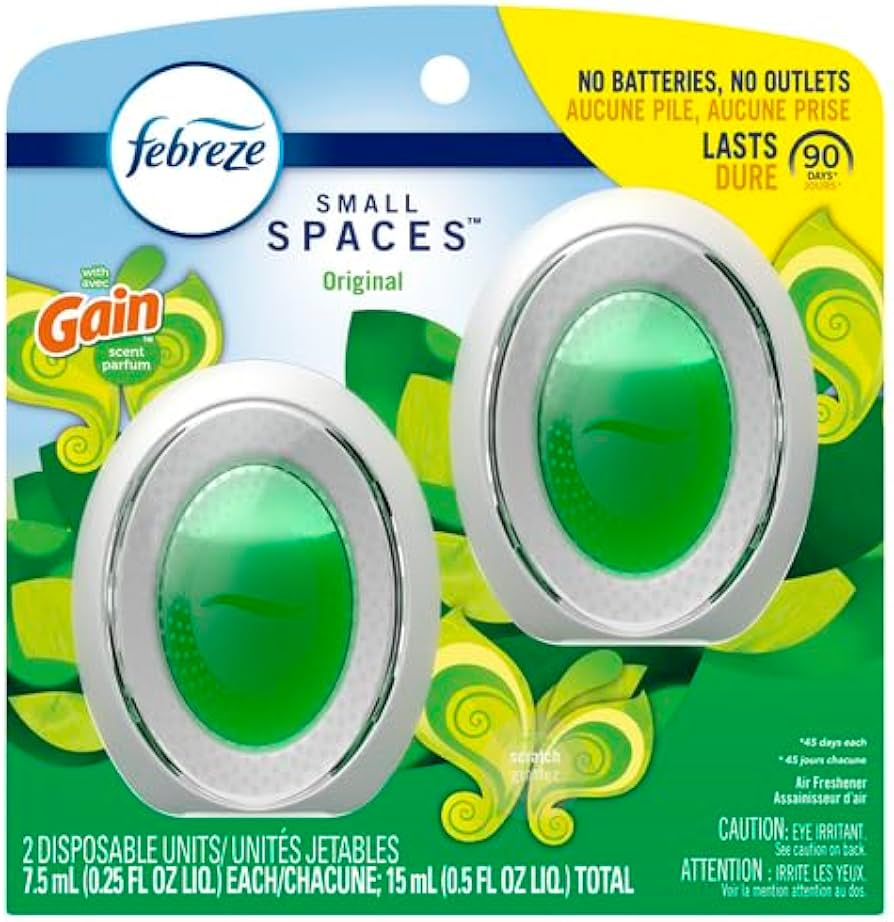 febreze
SMALL
SPACES™
Original
with
avec
Gain™
scent
parfum
NO BATTERIES, NO OUTLETS
AUCUNE PILE, AUCUNE PRISE
LASTS
DURE
90
DAYS*
JOURS*
scratch
grattez
*45 days each
*45 jours chacune
Air Freshener
Assainisseur d'air
CAUTION: EYE IRRITANT.
See caution on back.
ATTENTION : IRRITE LES YEUX.
Voir la mention attention au dos.
2 DISPOSABLE UNITS/ UNITÉS JETABLES
7.5 mL (0.25 FL OZ LIQ.) EACH/CHACUNE; 15 mL (0.5 FL OZ LIQ.) TOTAL